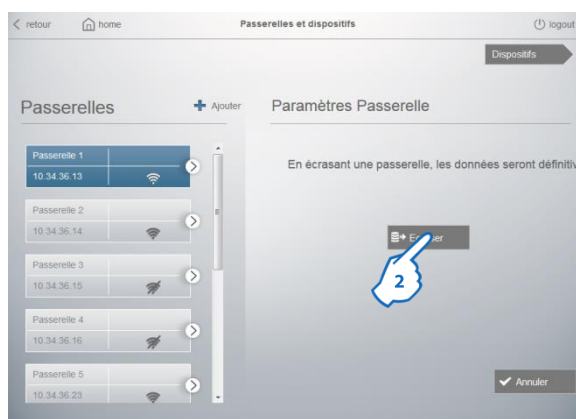 retour
home
Passerelles et dispositifs
logout
Dispositifs
Passerelles
Ajouter
Paramètres Passerelle
Passerelle 1
10.34.36.13
En écrasant une passerelle, les données seront définitiv
Passerelle 2
10.34.36.14
Passerelle 3
10.34.36.15
Passerelle 4
10.34.36.16
Passerelle 5
10.34.36.23
2
Annuler